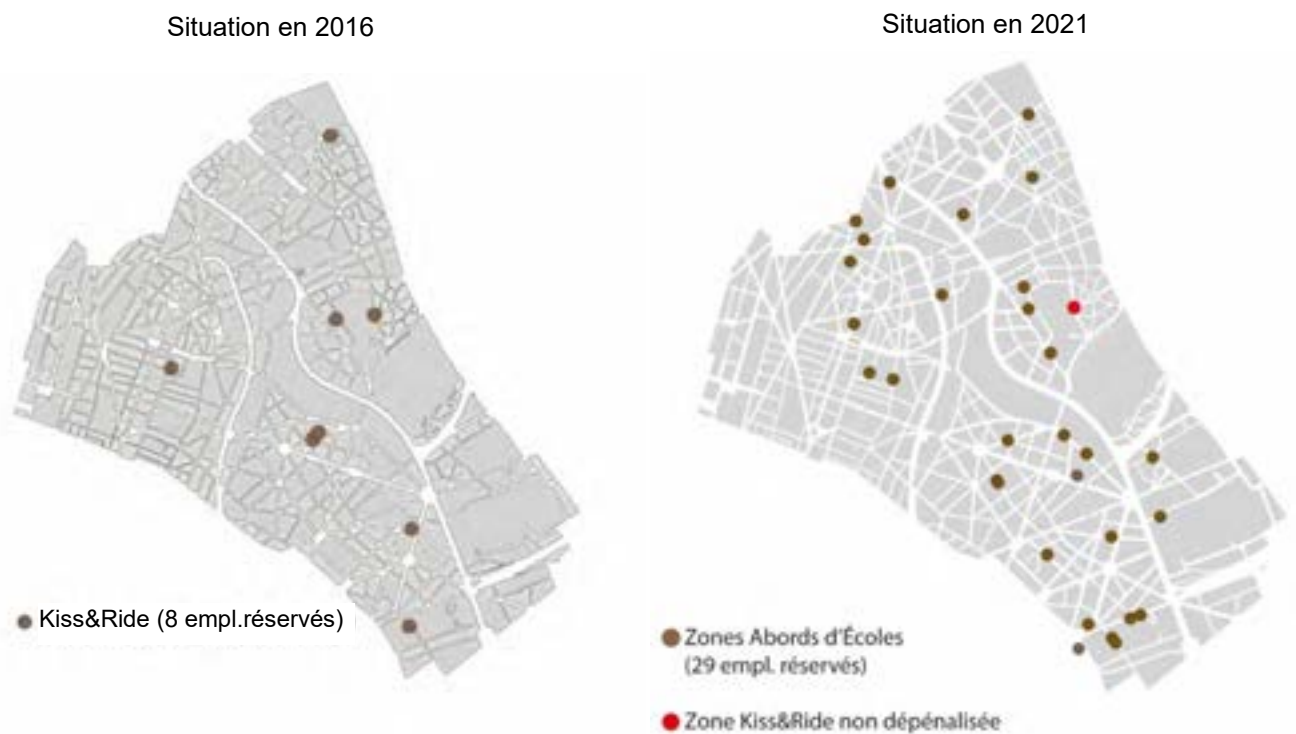 Situation en 2016
Situation en 2021
Kiss&Ride (8 empl.réservés)
Zones Abords d'Écoles
(29 empl. réservés)
Zone Kiss&Ride non dépénalisée